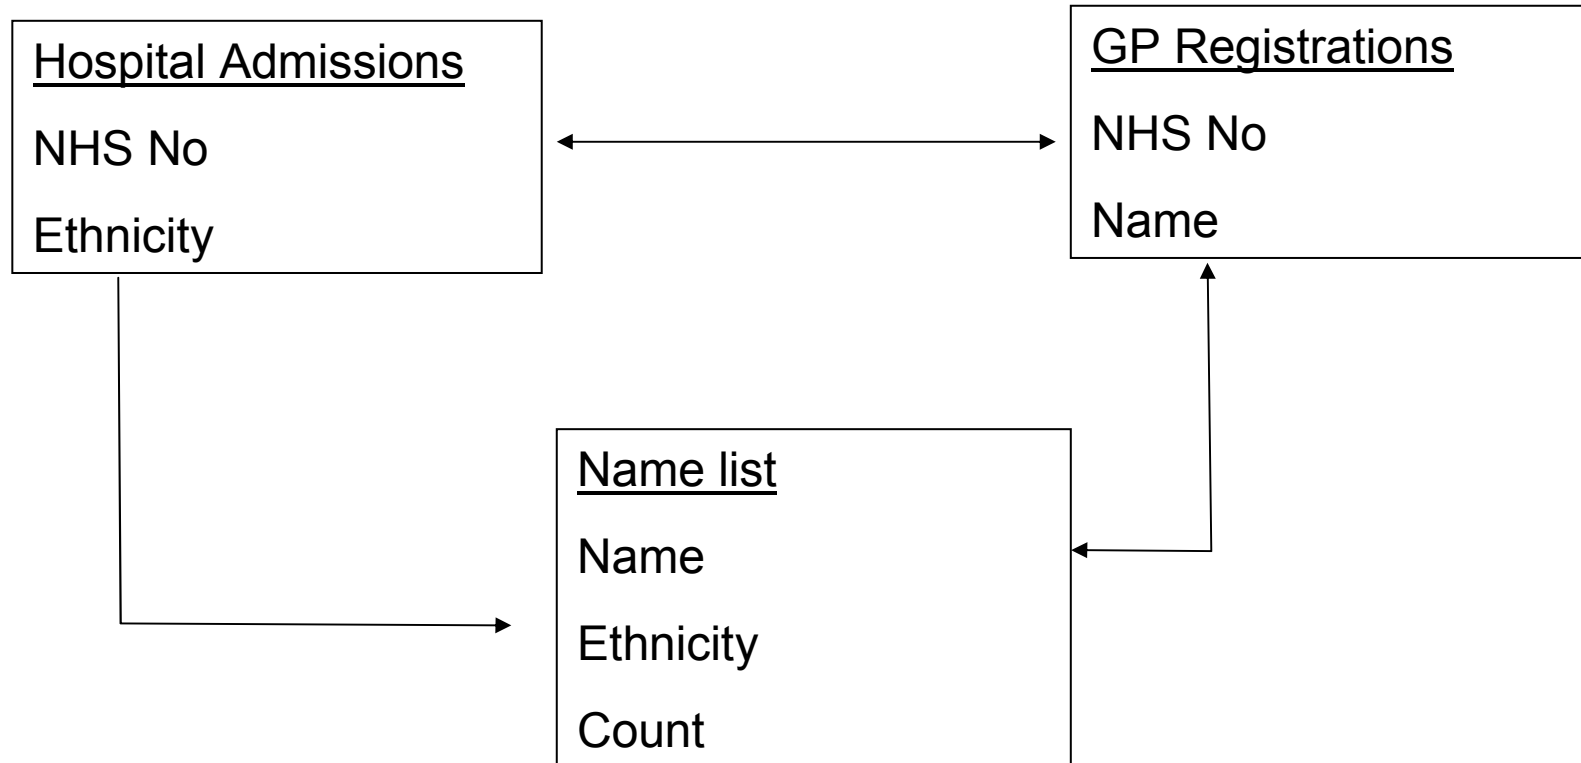 Hospital Admissions
NHS No
Ethnicity
GP Registrations
NHS No
Name
Name list
Name
Ethnicity
Count